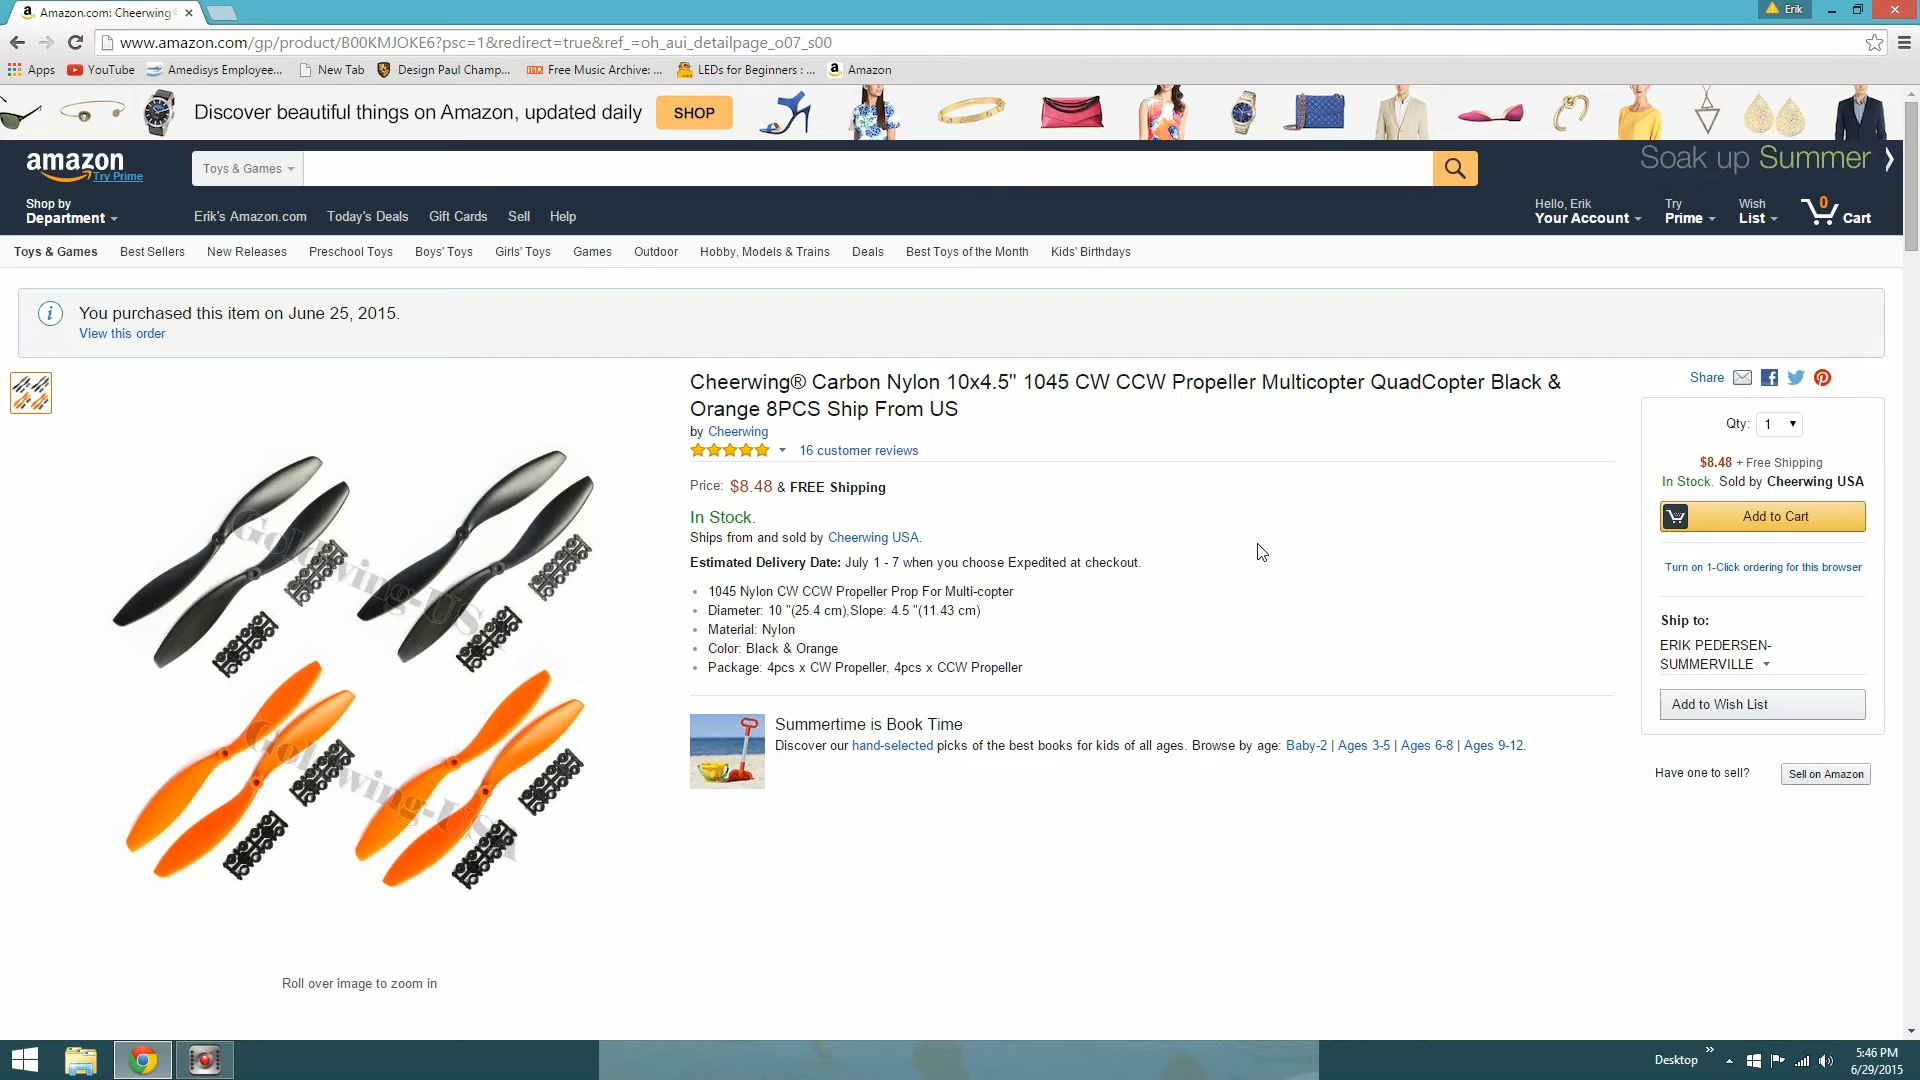 Amazon.com: Cheerwing®
Erik
www.amazon.com/gp/product/B00KMJOKE6?psc=1&redirect=true&ref_=oh_aui_detailpage_o07_s00
Apps YouTube Amedisys Employee... New Tab Design Paul Champ... Free Music Archive: ... LEDs for Beginners : ... Amazon
Discover beautiful things on Amazon, updated daily SHOP
amazon
Try Prime
Toys & Games
Soak up Summer
Shop by
Department
Erik's Amazon.com Today's Deals Gift Cards Sell Help
Hello, Erik
Your Account
Try
Prime
Wish
List
0
Cart
Toys & Games Best Sellers New Releases Preschool Toys Boys' Toys Girls' Toys Games Outdoor Hobby, Models & Trains Deals Best Toys of the Month Kids' Birthdays
You purchased this item on June 25, 2015.
View this order
Goldwing-USA
Goldwing-USA
Roll over image to zoom in
Cheerwing® Carbon Nylon 10x4.5" 1045 CW CCW Propeller Multicopter QuadCopter Black &
Orange 8PCS Ship From US
by Cheerwing
16 customer reviews
Price: $8.48 & FREE Shipping
In Stock.
Ships from and sold by Cheerwing USA.
Estimated Delivery Date: July 1 - 7 when you choose Expedited at checkout.
1045 Nylon CW CCW Propeller Prop For Multi-copter
Diameter: 10 "(25.4 cm),Slope: 4.5 "(11.43 cm)
Material: Nylon
Color: Black & Orange
Package: 4pcs x CW Propeller, 4pcs x CCW Propeller
Summertime is Book Time
Discover our hand-selected picks of the best books for kids of all ages. Browse by age: Baby-2 | Ages 3-5 | Ages 6-8 | Ages 9-12.
Share
Qty: 1
$8.48 + Free Shipping
In Stock. Sold by Cheerwing USA
Add to Cart
Turn on 1-Click ordering for this browser
Ship to:
ERIK PEDERSEN-
SUMMERVILLE
Add to Wish List
Have one to sell? Sell on Amazon
Desktop
5:46 PM
6/29/2015